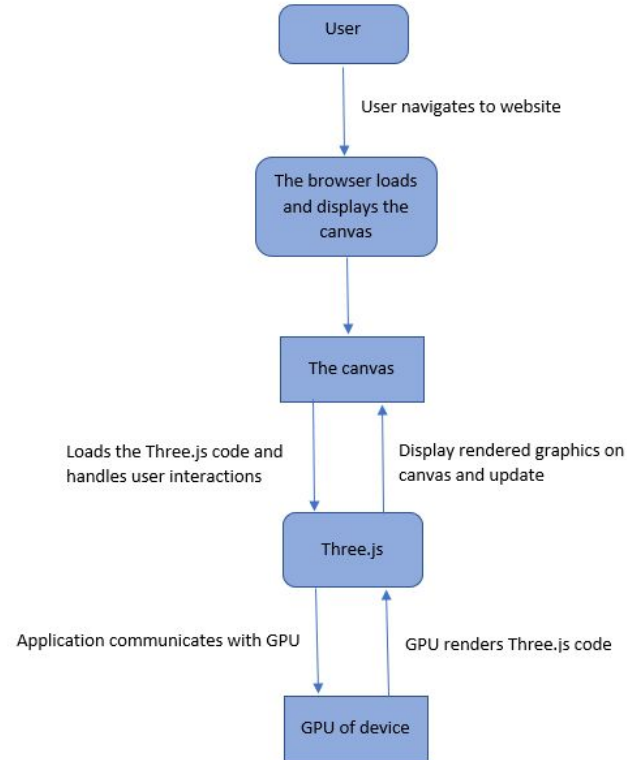 User
User navigates to website
The browser loads
and displays the
canvas
The canvas
Loads the Three.js code and
handles user interactions
Display rendered graphics on
canvas and update
Three.js
Application communicates with GPU
GPU renders Three.js code
GPU of device